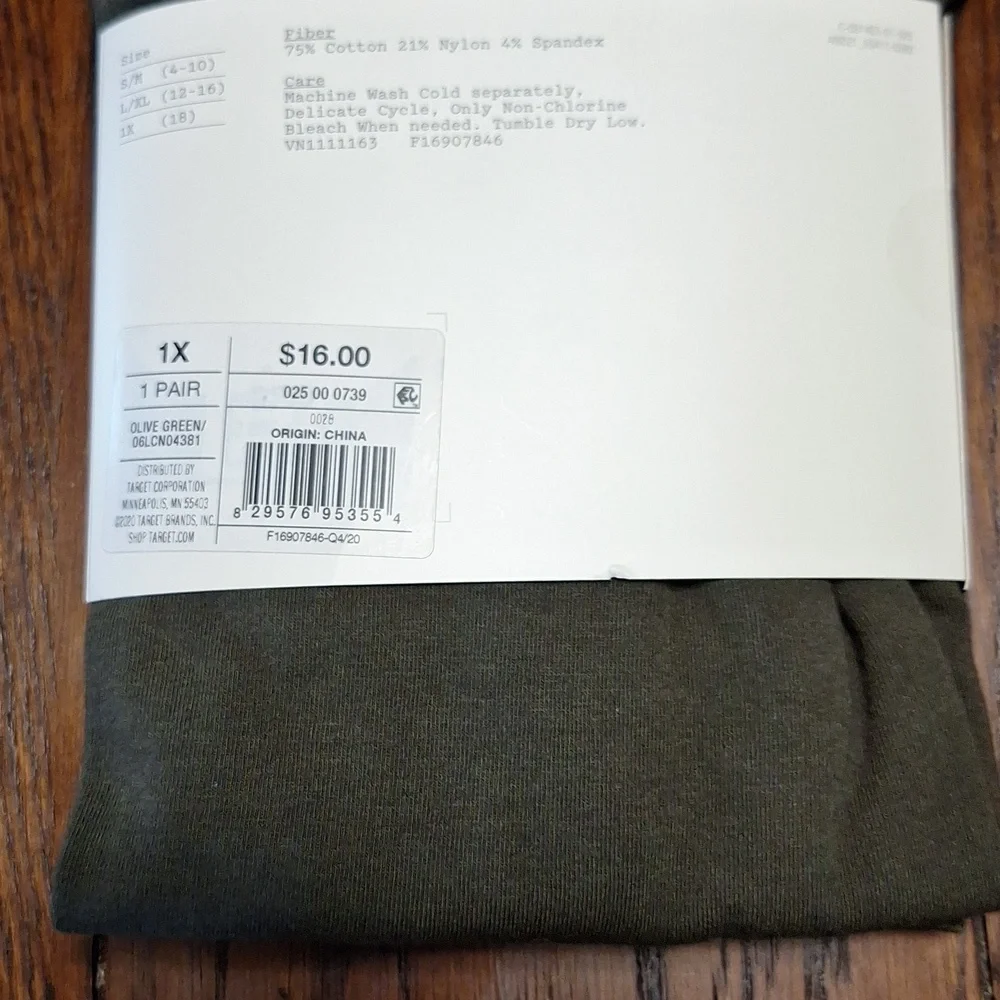 Size
S/M (4-10)
L/XL (12-16)
1X (18)
Fiber
75% Cotton 21% Nylon 4% Spandex
Care
Machine Wash Cold separately,
Delicate Cycle, Only Non-Chlorine
Bleach When needed. Tumble Dry Low.
VN1111163 F16907846
1X
1 PAIR
OLIVE GREEN/
06LCN04381
DISTRIBUTED BY
TARGET CORPORATION
MINNEAPOLIS, MN 55403
©2020 TARGET BRANDS, INC.
SHOP TARGET.COM
$16.00
025 00 0739
0028
ORIGIN: CHINA
8 29576 95355 4
F16907846-Q4/20